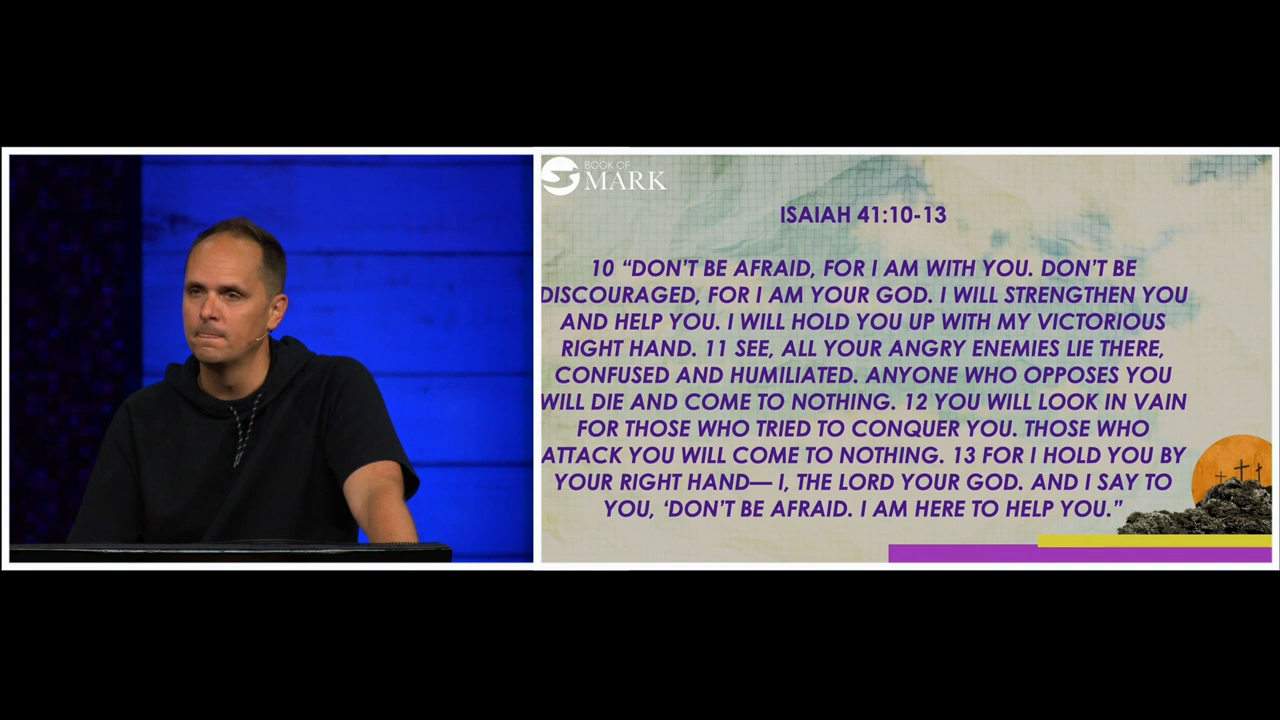 BOOK OF
MARK
ISAIAH 41:10-13
10 “DON’T BE AFRAID, FOR I AM WITH YOU. DON’T BE
DISCOURAGED, FOR I AM YOUR GOD. I WILL STRENGTHEN YOU
AND HELP YOU. I WILL HOLD YOU UP WITH MY VICTORIOUS
RIGHT HAND. 11 SEE, ALL YOUR ANGRY ENEMIES LIE THERE,
CONFUSED AND HUMILIATED. ANYONE WHO OPPOSES YOU
WILL DIE AND COME TO NOTHING. 12 YOU WILL LOOK IN VAIN
FOR THOSE WHO TRIED TO CONQUER YOU. THOSE WHO
ATTACK YOU WILL COME TO NOTHING. 13 FOR I HOLD YOU BY
YOUR RIGHT HAND— I, THE LORD YOUR GOD. AND I SAY TO
YOU, ‘DON’T BE AFRAID. I AM HERE TO HELP YOU.”